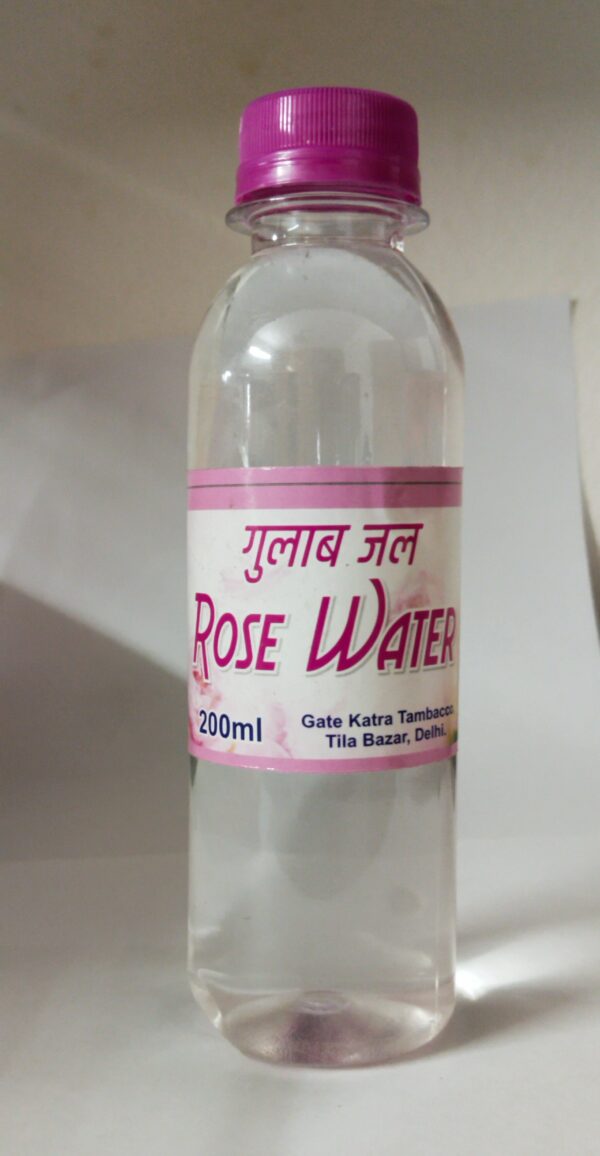 गुलाब जल
ROSE WATER
200ml
Gate Katra Tambacco,
Tila Bazar, Delhi.